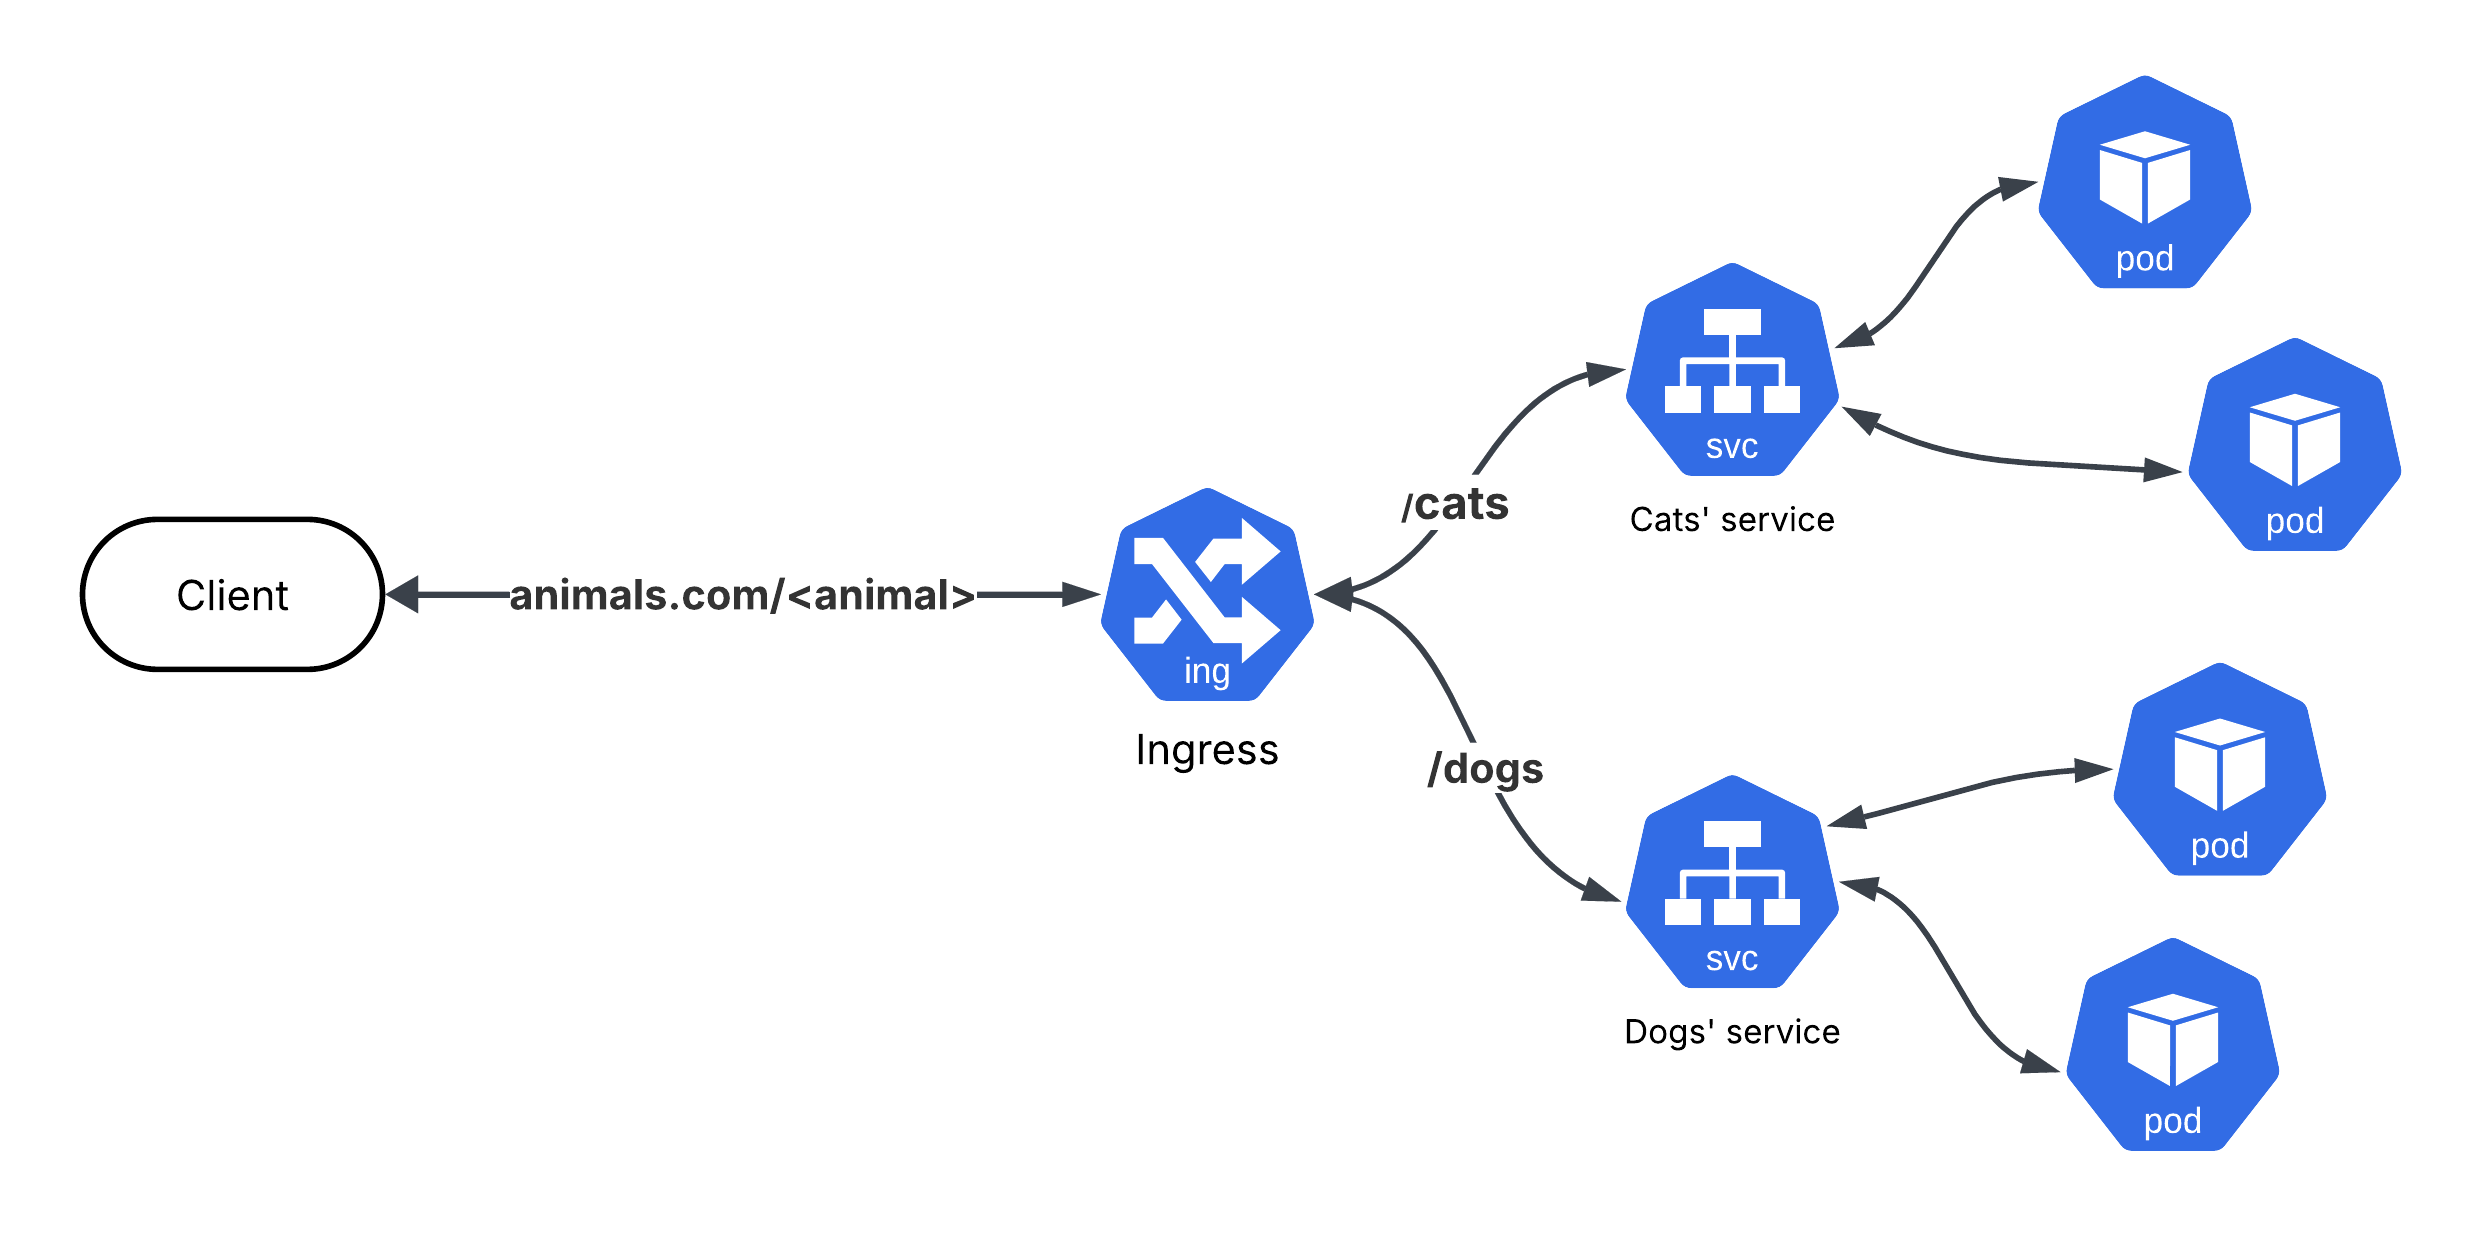 Client
animals.com/<animal>
ing
Ingress
/cats
/dogs
svc
Cats' service
svc
Dogs' service
pod
pod
pod
pod